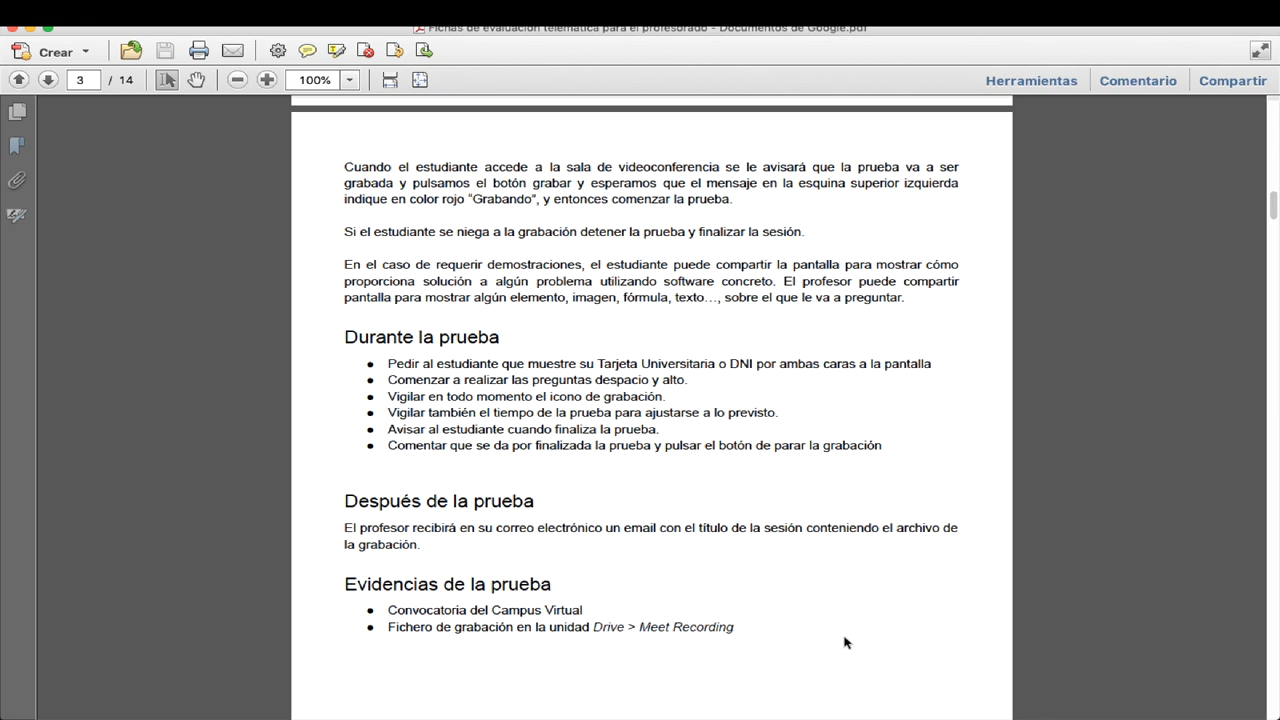 Fichas de evaluación telemática para el profesorado - Documentos de Google.pdf
Crear
3 / 14
100%
Herramientas
Comentario
Compartir
Cuando el estudiante accede a la sala de videoconferencia se le avisará que la prueba va a ser
grabada y pulsamos el botón grabar y esperamos que el mensaje en la esquina superior izquierda
indique en color rojo “Grabando”, y entonces comenzar la prueba.
Si el estudiante se niega a la grabación detener la prueba y finalizar la sesión.
En el caso de requerir demostraciones, el estudiante puede compartir la pantalla para mostrar cómo
proporciona solución a algún problema utilizando software concreto. El profesor puede compartir
pantalla para mostrar algún elemento, imagen, fórmula, texto…, sobre el que le va a preguntar.
Durante la prueba
● Pedir al estudiante que muestre su Tarjeta Universitaria o DNI por ambas caras a la pantalla
● Comenzar a realizar las preguntas despacio y alto.
● Vigilar en todo momento el icono de grabación.
● Vigilar también el tiempo de la prueba para ajustarse a lo previsto.
● Avisar al estudiante cuando finaliza la prueba.
● Comentar que se da por finalizada la prueba y pulsar el botón de parar la grabación
Después de la prueba
El profesor recibirá en su correo electrónico un email con el título de la sesión conteniendo el archivo de
la grabación.
Evidencias de la prueba
● Convocatoria del Campus Virtual
● Fichero de grabación en la unidad Drive > Meet Recording